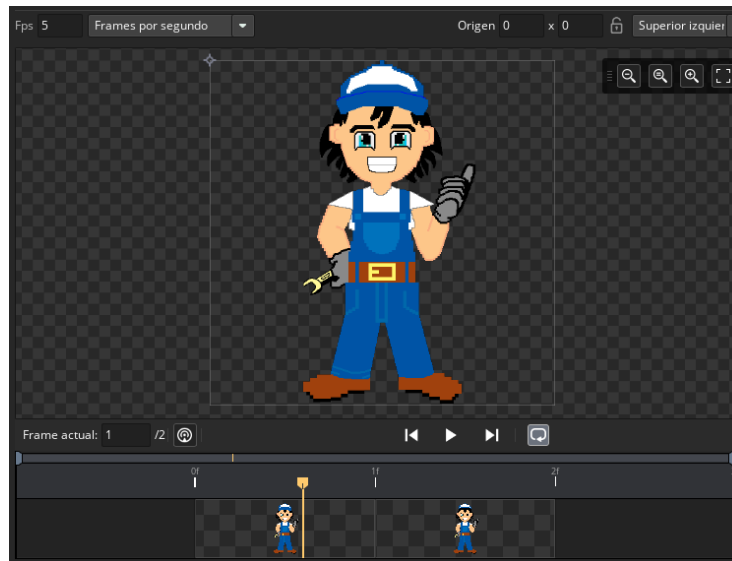 Fps 5 Frames por segundo Origen 0 x 0 Superior izquier
Frame actual: 1 /2
0f 1f 2f